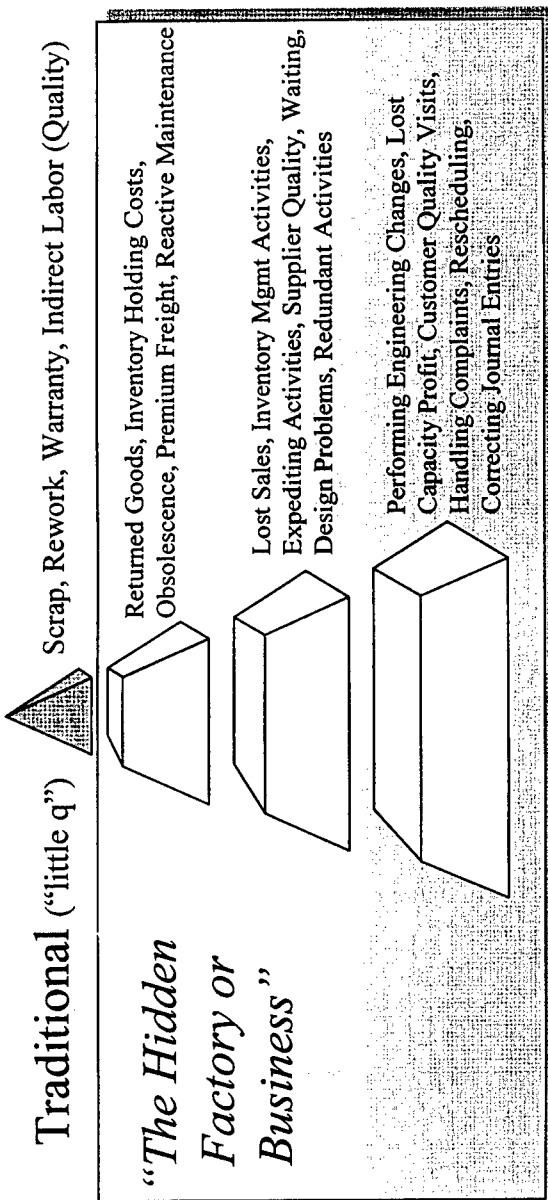 Traditional (“little q”) Scrap, Rework, Warranty, Indirect Labor (Quality)
“The Hidden
Factory or
Business”
Returned Goods, Inventory Holding Costs,
Obsolescence, Premium Freight, Reactive Maintenance
Lost Sales, Inventory Mgmt Activities,
Expediting Activities, Supplier Quality, Waiting,
Design Problems, Redundant Activities
Performing Engineering Changes, Lost
Capacity Profit, Customer Quality Visits,
Handling Complaints, Rescheduling,
Correcting Journal Entries